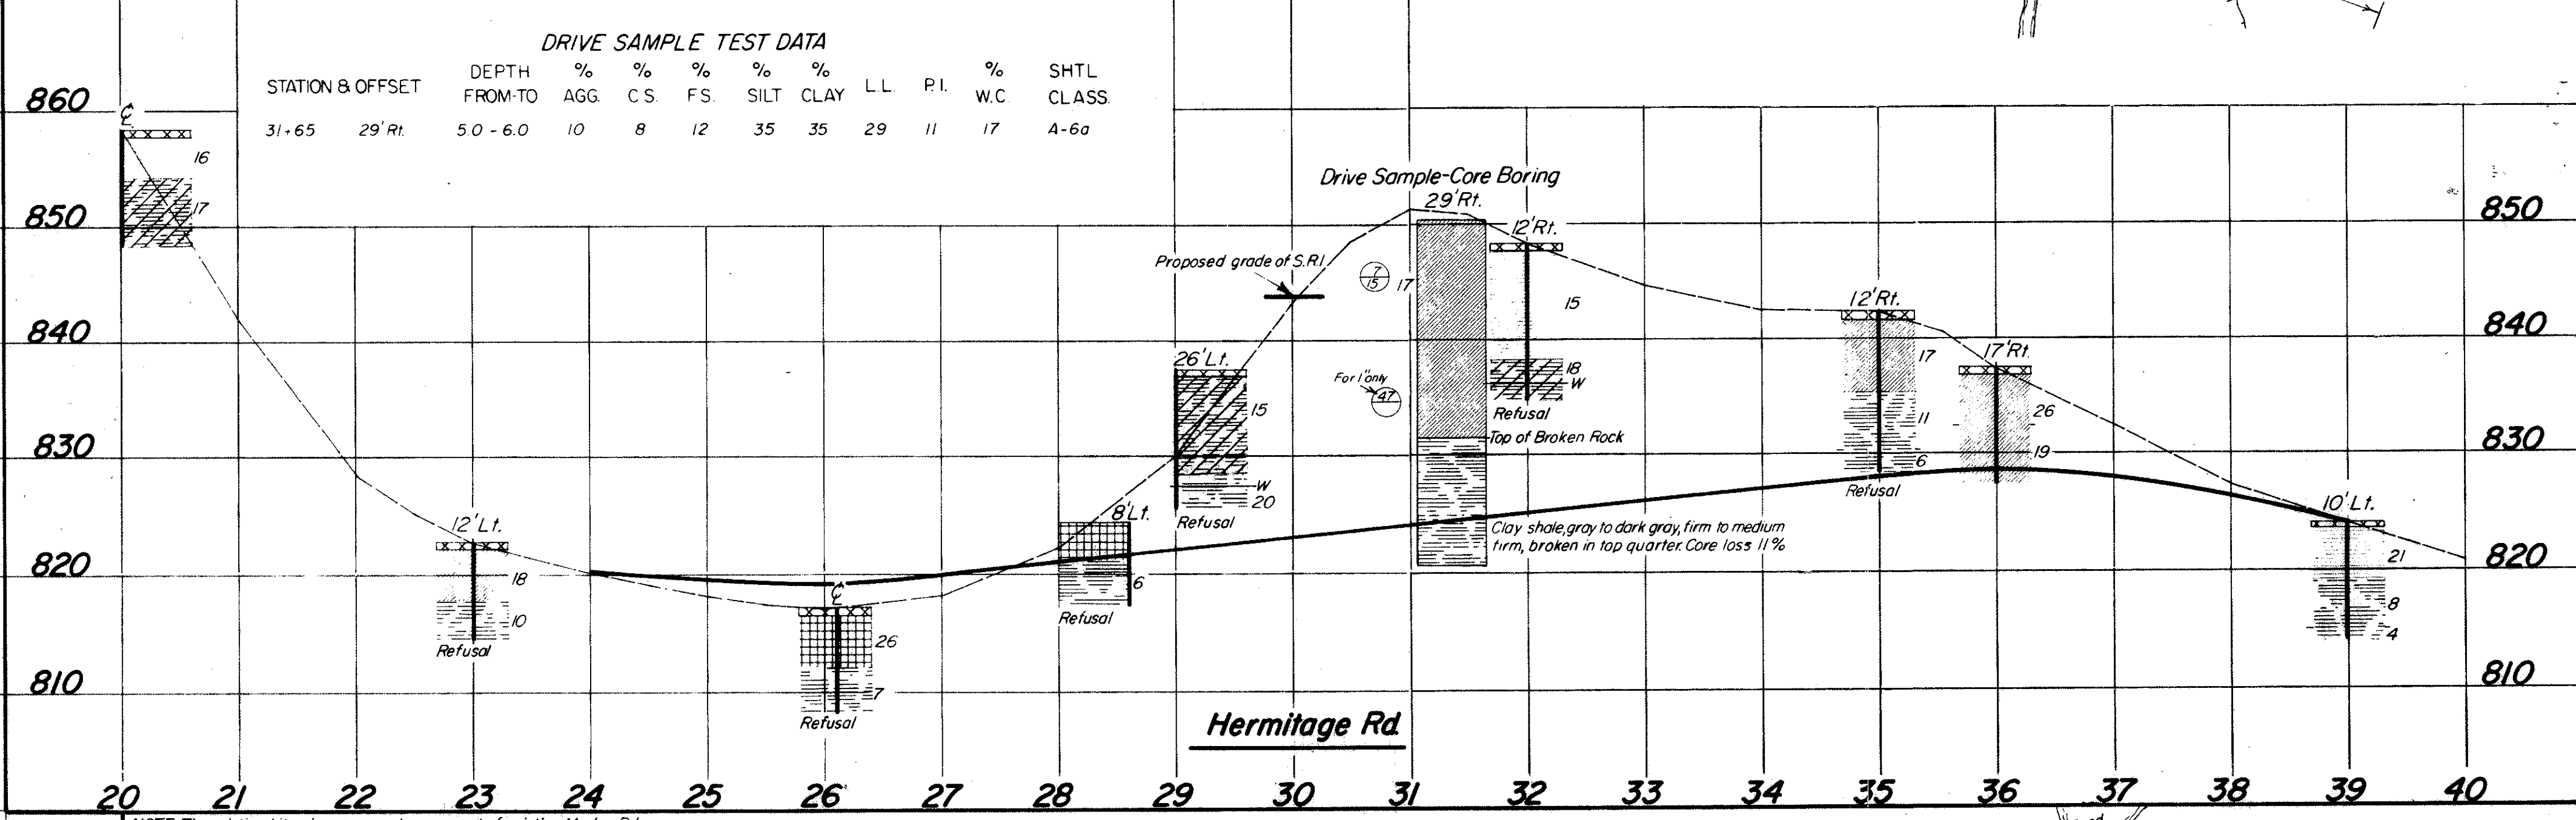 DRIVE SAMPLE TEST DATA
STATION & OFFSET DEPTH FROM-TO % AGG. % C.S. % F.S. % SILT % CLAY L.L. P.I. % W.C. SHTL CLASS.
31+65 29' Rt. 5.0 - 6.0 10 8 12 35 35 29 11 17 A-6a
860
℄
16
850
17
Drive Sample-Core Boring
29' Rt.
850
12' Rt.
Proposed grade of S.R.1
7
15
17
15
12' Rt.
840
840
26' Lt.
17
17' Rt.
For 1" only
47
18
W
15
Refusal
11
26
830
Top of Broken Rock
6
19
830
W
20
Refusal
Refusal
12' Lt.
8' Lt.
Clay shale, gray to dark gray, firm to medium
firm, broken in top quarter. Core loss 11%
10' Lt.
820
18
℄
6
21
820
10
Refusal
Refusal
26
8
4
810
7
Refusal
810
Hermitage Rd.
20 21 22 23 24 25 26 27 28 29 30 31 32 33 34 35 36 37 38 39 40